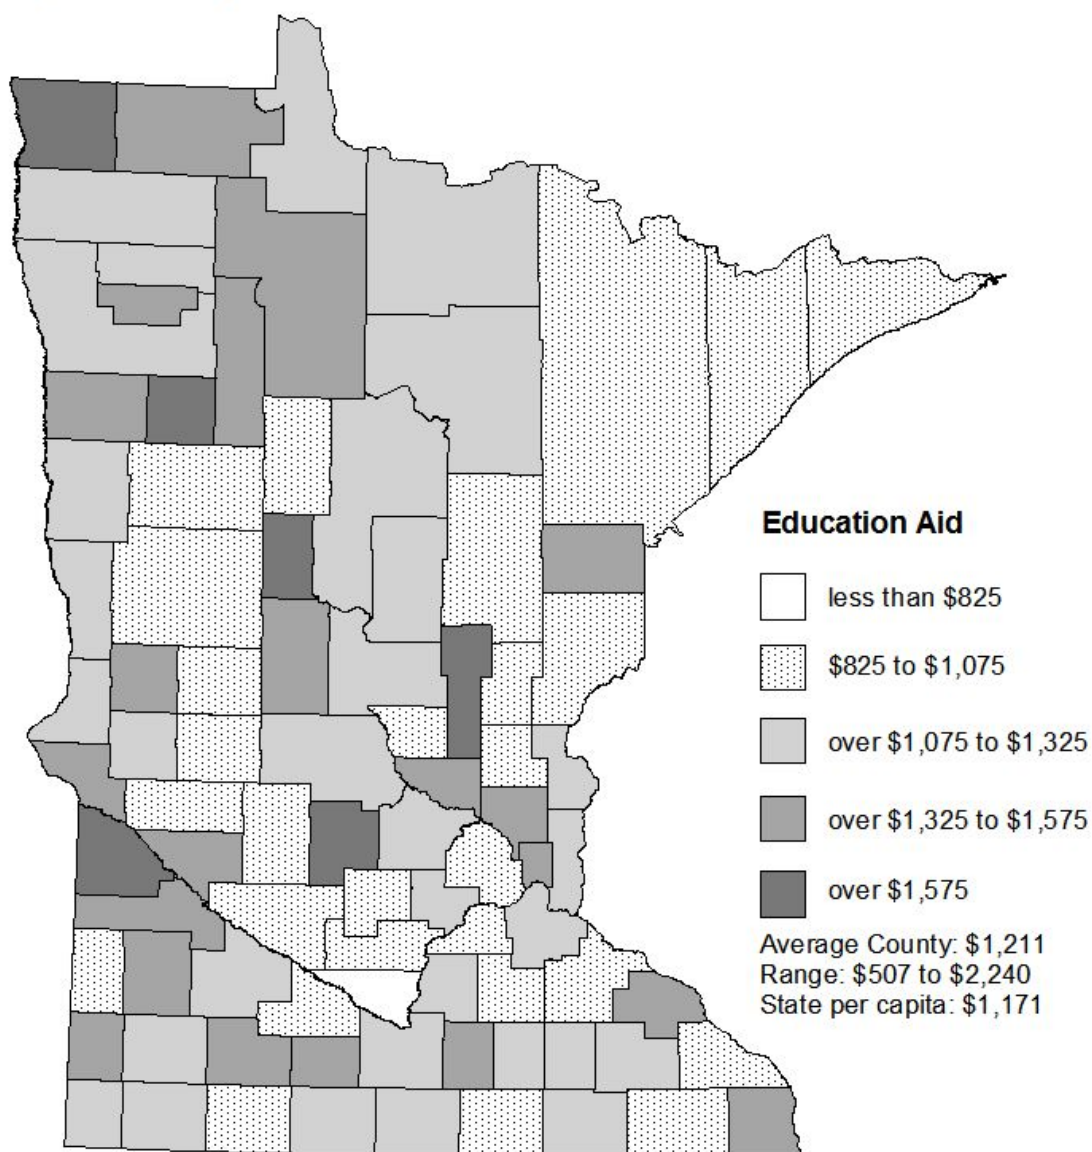 Education Aid
less than $825
$825 to $1,075
over $1,075 to $1,325
over $1,325 to $1,575
over $1,575
Average County: $1,211
Range: $507 to $2,240
State per capita: $1,171